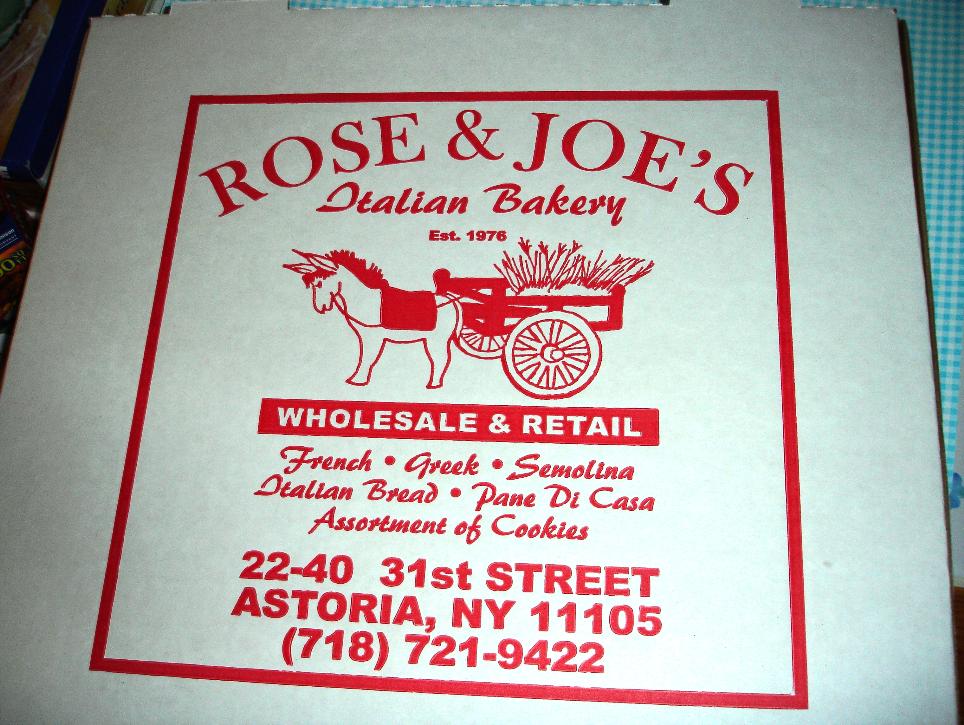 ROSE & JOE'S
Italian Bakery
Est. 1976
WHOLESALE & RETAIL
French • Greek • Semolina
Italian Bread • Pane Di Casa
Assortment of Cookies
22-40 31st STREET
ASTORIA, NY 11105
(718) 721-9422